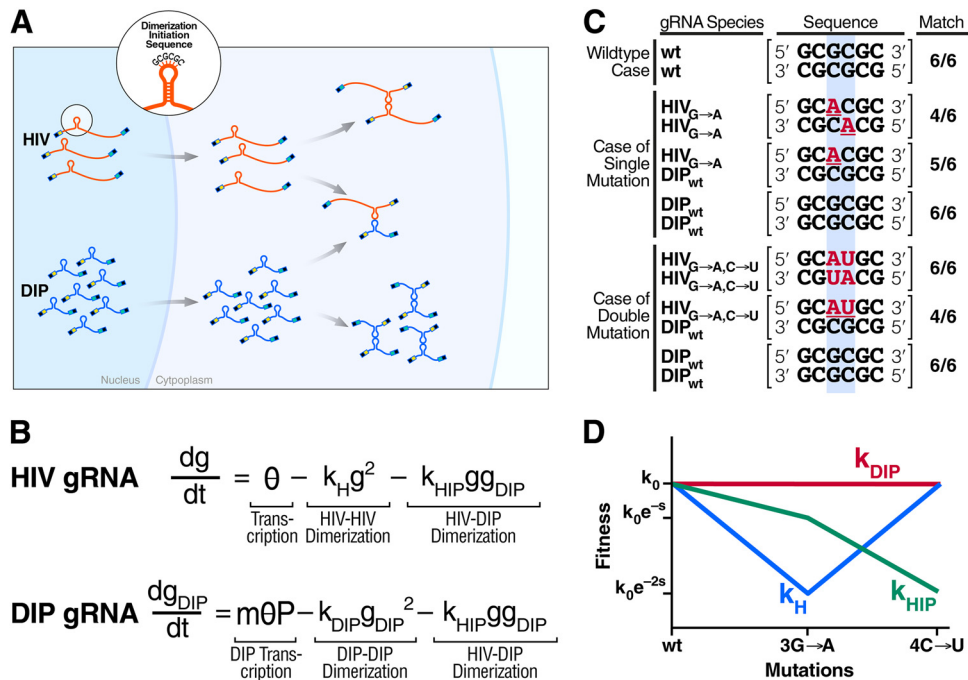 A
Dimerization
Initiation
Sequence
GCGCGC
HIV
DIP
Nucleus
Cytpoplasm
B
HIV gRNA
dg/dt = θ − k_H g² − k_HIP gg_DIP
Trans-
cription
HIV-HIV
Dimerization
HIV-DIP
Dimerization
DIP gRNA
dg_DIP/dt = mθP − k_DIP g_DIP² − k_HIP gg_DIP
DIP Trans-
cription
DIP-DIP
Dimerization
HIV-DIP
Dimerization
C
gRNA Species Sequence Match
Wildtype
Case
wt 5′ GCGCGC 3′
wt 3′ CGCGCG 5′
6/6
Case of
Single
Mutation
HIV G→A 5′ GCACGC 3′
HIV G→A 3′ CGCACG 5′
4/6
HIV G→A 5′ GCACGC 3′
DIP wt 3′ CGCGCG 5′
5/6
DIP wt 5′ GCGCGC 3′
DIP wt 3′ CGCGCG 5′
6/6
Case of
Double
Mutation
HIV G→A,C→U 5′ GCAUGC 3′
HIV G→A,C→U 3′ CGUACG 5′
6/6
HIV G→A,C→U 5′ GCAUGC 3′
DIP wt 3′ CGCGCG 5′
4/6
DIP wt 5′ GCGCGC 3′
DIP wt 3′ CGCGCG 5′
6/6
D
Fitness
k₀
k₀e⁻ˢ
k₀e⁻²ˢ
k_DIP
k_H
k_HIP
wt 3G→A 4C→U
Mutations